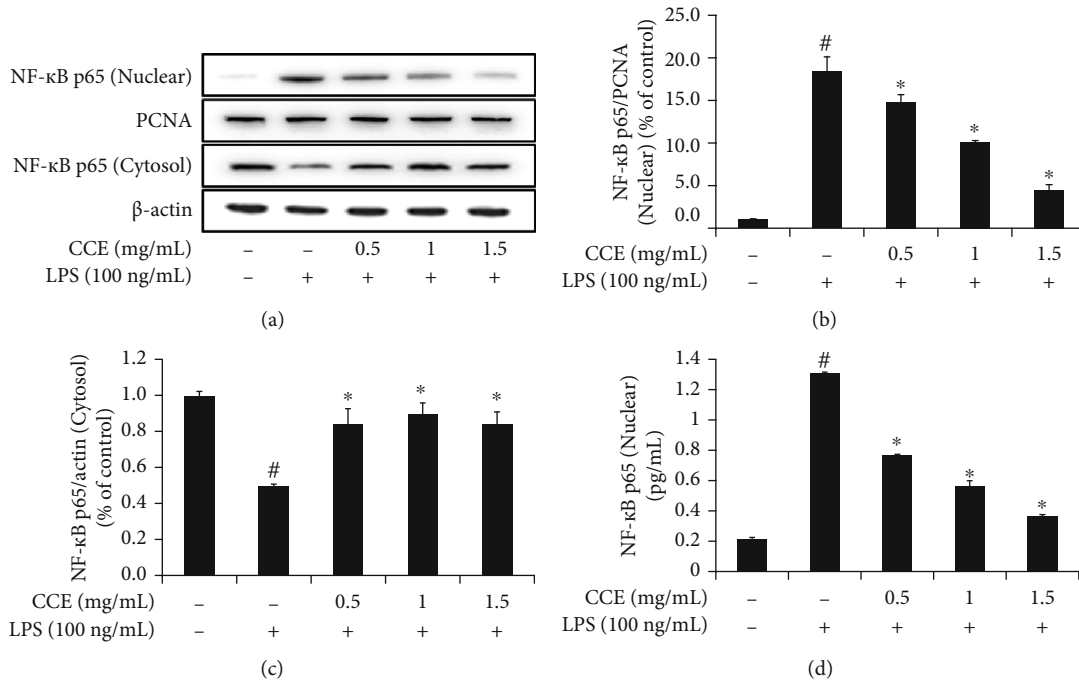 NF-κB p65 (Nuclear)
PCNA
NF-κB p65 (Cytosol)
β-actin
CCE (mg/mL) – – 0.5 1 1.5
LPS (100 ng/mL) – + + + +
(a)
NF-κB p65/PCNA
(Nuclear) (% of control)
25.0
20.0
15.0
10.0
5.0
0.0
#
*
*
*
CCE (mg/mL) – – 0.5 1 1.5
LPS (100 ng/mL) – + + + +
(b)
NF-κB p65/actin (Cytosol)
(% of control)
1.2
1.0
0.8
0.6
0.4
0.2
0.0
#
*
*
*
CCE (mg/mL) – – 0.5 1 1.5
LPS (100 ng/mL) – + + + +
(c)
NF-κB p65 (Nuclear)
(pg/mL)
1.4
1.2
1
0.8
0.6
0.4
0.2
0
#
*
*
*
CCE (mg/mL) – – 0.5 1 1.5
LPS (100 ng/mL) – + + + +
(d)